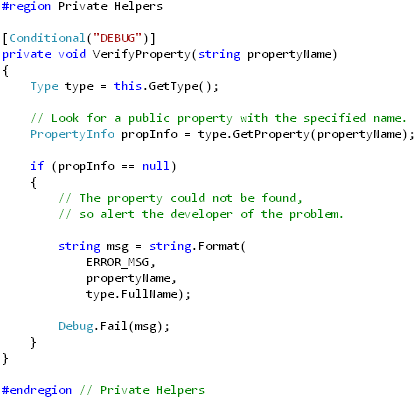 #region Private Helpers
[Conditional("DEBUG")]
private void VerifyProperty(string propertyName)
{
    Type type = this.GetType();
    // Look for a public property with the specified name.
    PropertyInfo propInfo = type.GetProperty(propertyName);
    if (propInfo == null)
    {
        // The property could not be found,
        // so alert the developer of the problem.
        string msg = string.Format(
            ERROR_MSG,
            propertyName,
            type.FullName);
        Debug.Fail(msg);
    }
}
#endregion // Private Helpers